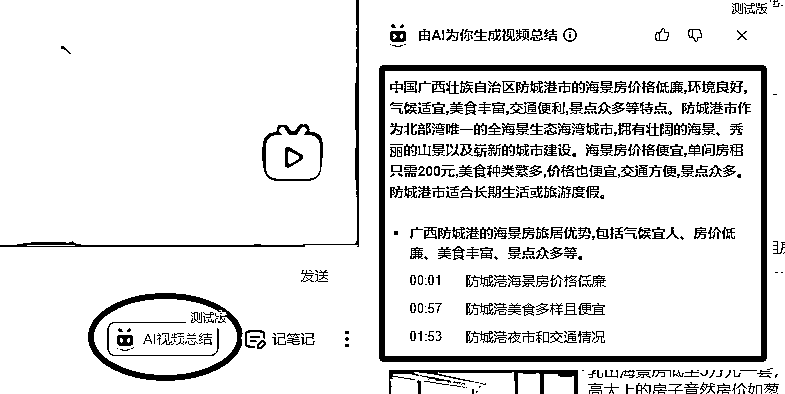 测试版
由AI为你生成视频总结
中国广西壮族自治区防城港市的海景房价格低廉,环境良好,
气候适宜,美食丰富,交通便利,景点众多等特点。防城港市作
为北部湾唯一的全海景生态海湾城市,拥有壮阔的海景、秀
丽的山景以及崭新的城市建设。海景房价格便宜,单间房租
只需200元,美食种类繁多,价格也便宜,交通方便,景点众多。
防城港市适合长期生活或旅游度假。
• 广西防城港的海景房旅居优势,包括气候宜人、房价低
廉、美食丰富、景点众多等。
00:01 防城港海景房价格低廉
00:57 防城港美食多样且便宜
01:53 防城港夜市和交通情况
发送
测试版
AI视频总结
记笔记
高大上的房子竟然房价如葱